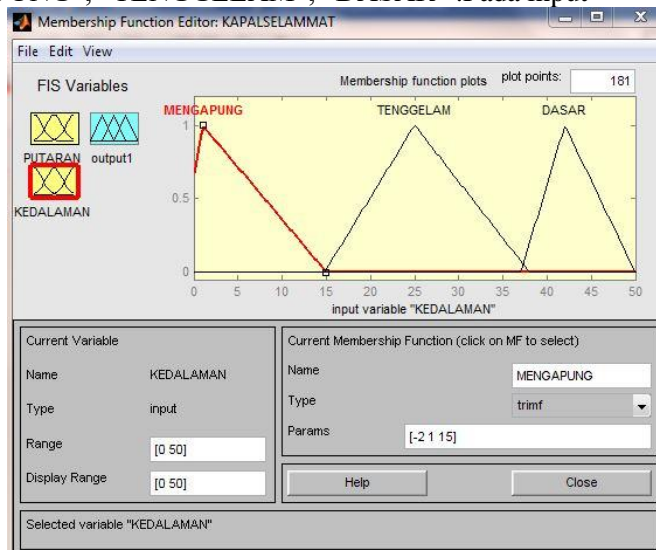 Membership Function Editor: KAPALSELAMMAT
File Edit View
FIS Variables
PUTARAN output1
KEDALAMAN
Membership function plots plot points: 181
MENGAPUNG TENGGELAM DASAR
1
0.5
0
0 5 10 15 20 25 30 35 40 45 50
input variable "KEDALAMAN"
Current Variable
Name KEDALAMAN
Type input
Range [0 50]
Display Range [0 50]
Current Membership Function (click on MF to select)
Name MENGAPUNG
Type trimf
Params [-2 1 15]
Help Close
Selected variable "KEDALAMAN"